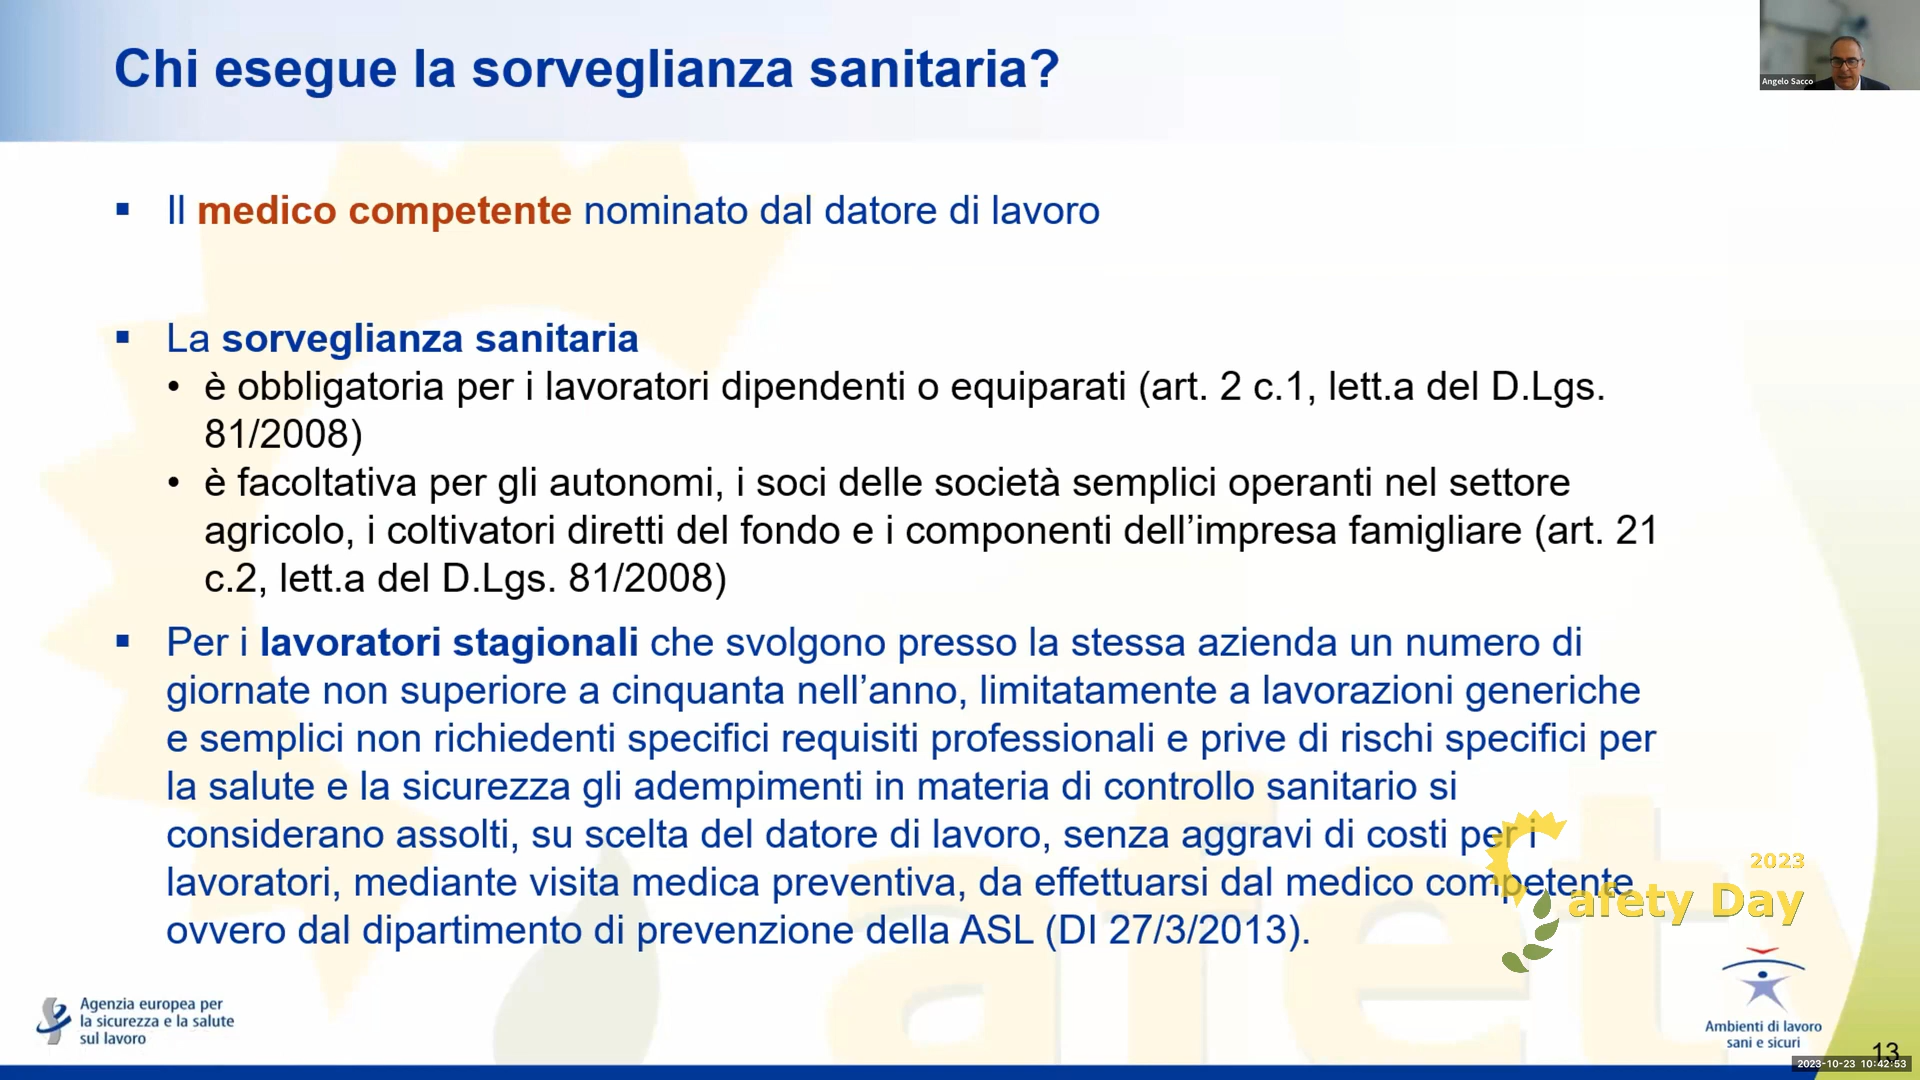 Chi esegue la sorveglianza sanitaria?
Angelo Sacco
▪ Il medico competente nominato dal datore di lavoro
▪ La sorveglianza sanitaria
• è obbligatoria per i lavoratori dipendenti o equiparati (art. 2 c.1, lett.a del D.Lgs.
81/2008)
• è facoltativa per gli autonomi, i soci delle società semplici operanti nel settore
agricolo, i coltivatori diretti del fondo e i componenti dell’impresa famigliare (art. 21
c.2, lett.a del D.Lgs. 81/2008)
▪ Per i lavoratori stagionali che svolgono presso la stessa azienda un numero di
giornate non superiore a cinquanta nell’anno, limitatamente a lavorazioni generiche
e semplici non richiedenti specifici requisiti professionali e prive di rischi specifici per
la salute e la sicurezza gli adempimenti in materia di controllo sanitario si
considerano assolti, su scelta del datore di lavoro, senza aggravi di costi per i
lavoratori, mediante visita medica preventiva, da effettuarsi dal medico competente
ovvero dal dipartimento di prevenzione della ASL (DI 27/3/2013).
2023
afety Day
Agenzia europea per
la sicurezza e la salute
sul lavoro
Ambienti di lavoro
sani e sicuri
13
2023-10-23 10:42:53